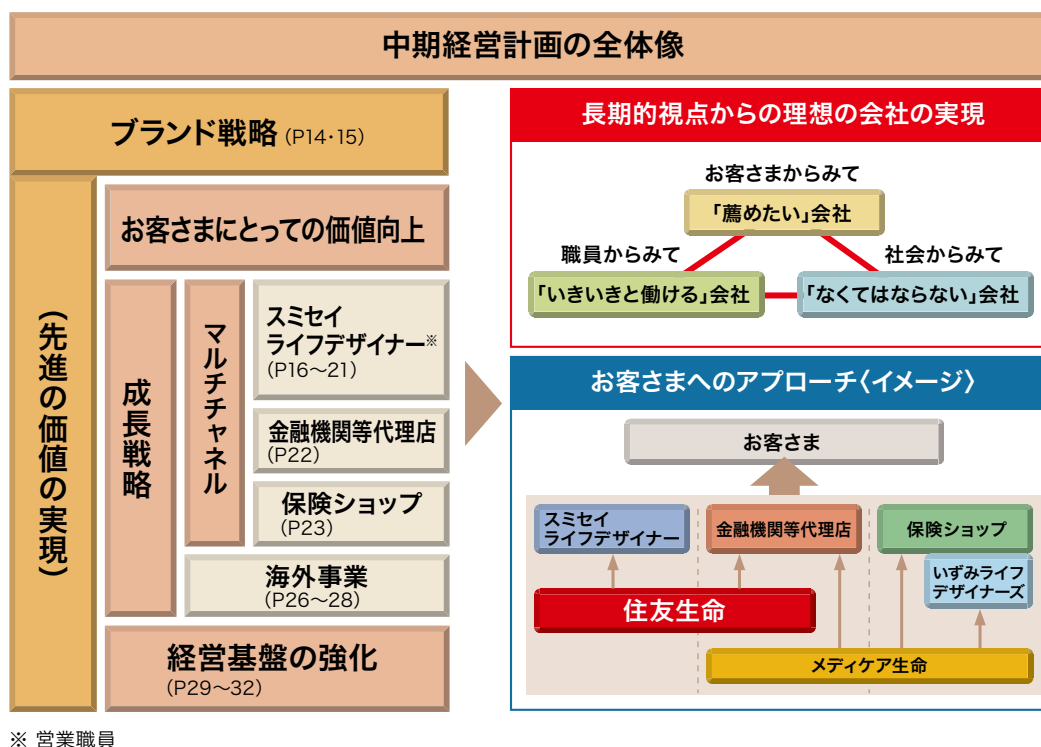 中期経営計画の全体像
ブランド戦略 (P14・15)
(先進の価値の実現)
お客さまにとっての価値向上
成長戦略
マルチチャネル
スミセイ
ライフデザイナー※
(P16～21)
金融機関等代理店
(P22)
保険ショップ
(P23)
海外事業
(P26～28)
経営基盤の強化
(P29～32)
※ 営業職員
長期的視点からの理想の会社の実現
お客さまからみて
「薦めたい」会社
職員からみて
「いきいきと働ける」会社
社会からみて
「なくてはならない」会社
お客さまへのアプローチ〈イメージ〉
お客さま
スミセイ
ライフデザイナー
金融機関等代理店
保険ショップ
いずみライフ
デザイナーズ
住友生命
メディケア生命